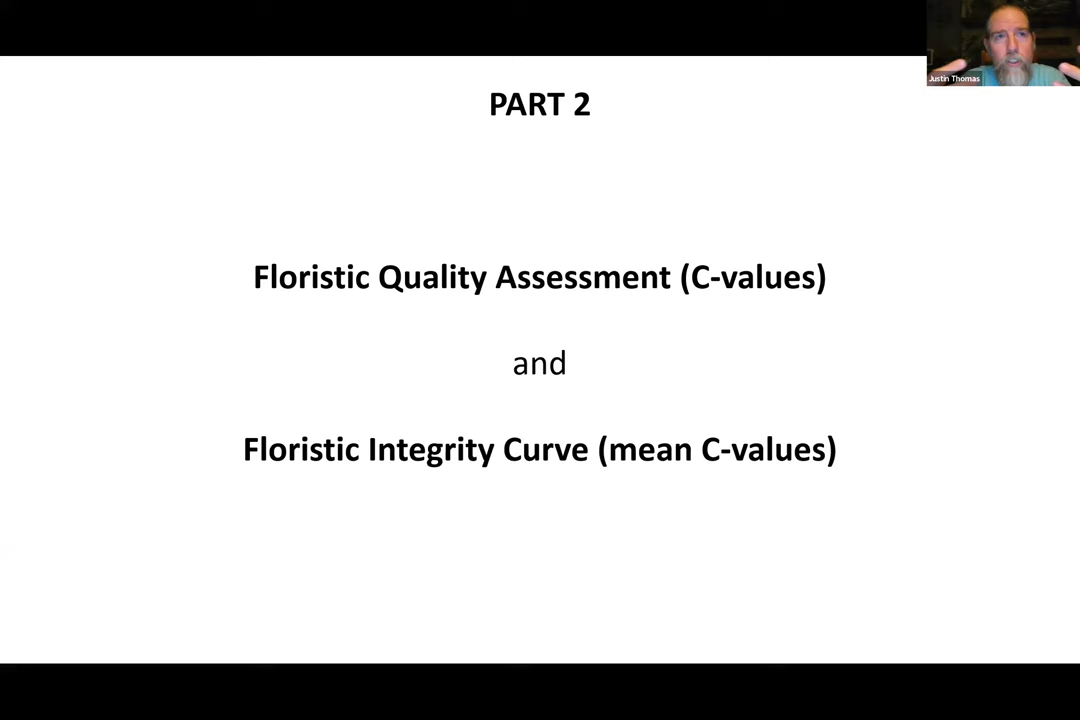 Justin Thomas
PART 2
Floristic Quality Assessment (C-values)
and
Floristic Integrity Curve (mean C-values)